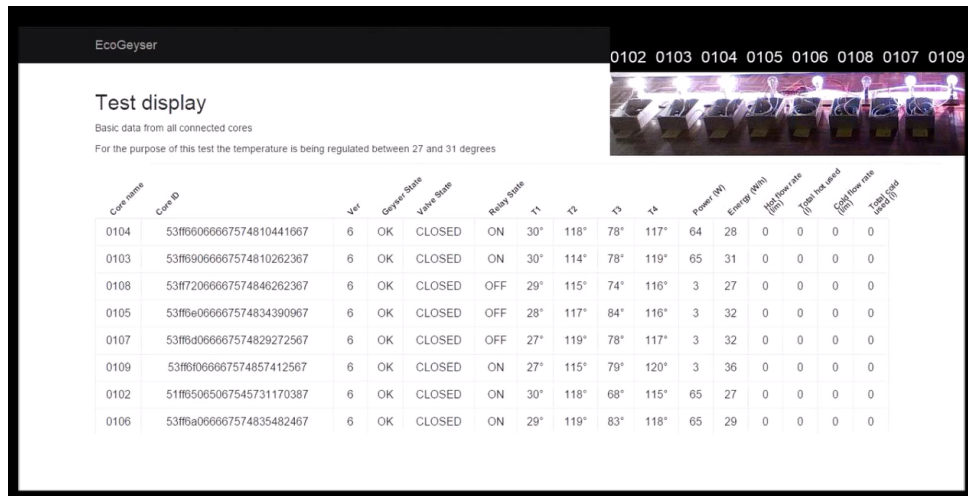 EcoGeyser
0102 0103 0104 0105 0106 0108 0107 0109
Test display
Basic data from all connected cores
For the purpose of this test the temperature is being regulated between 27 and 31 degrees
Core name Core ID Ver Geyser State Valve State Relay State T1 T2 T3 T4 Power (W) Energy (W/h) Hot flow rate (l/m) Total hot used (l) Cold flow rate (l/m) Total cold used (l)
0104 53ff66066667574810441667 6 OK CLOSED ON 30° 118° 78° 117° 64 28 0 0 0 0
0103 53ff69066667574810262367 6 OK CLOSED ON 30° 114° 78° 119° 65 31 0 0 0 0
0108 53ff72066667574846262367 6 OK CLOSED OFF 29° 115° 74° 116° 3 27 0 0 0 0
0105 53ff6e066667574834390967 6 OK CLOSED OFF 28° 117° 84° 116° 3 32 0 0 0 0
0107 53ff6d066667574829272567 6 OK CLOSED OFF 27° 119° 78° 117° 3 32 0 0 0 0
0109 53ff6f066667574857412567 6 OK CLOSED ON 27° 115° 79° 120° 3 36 0 0 0 0
0102 51ff65065067545731170387 6 OK CLOSED ON 30° 118° 68° 115° 65 27 0 0 0 0
0106 53ff6a066667574835482467 6 OK CLOSED ON 29° 119° 83° 118° 65 29 0 0 0 0